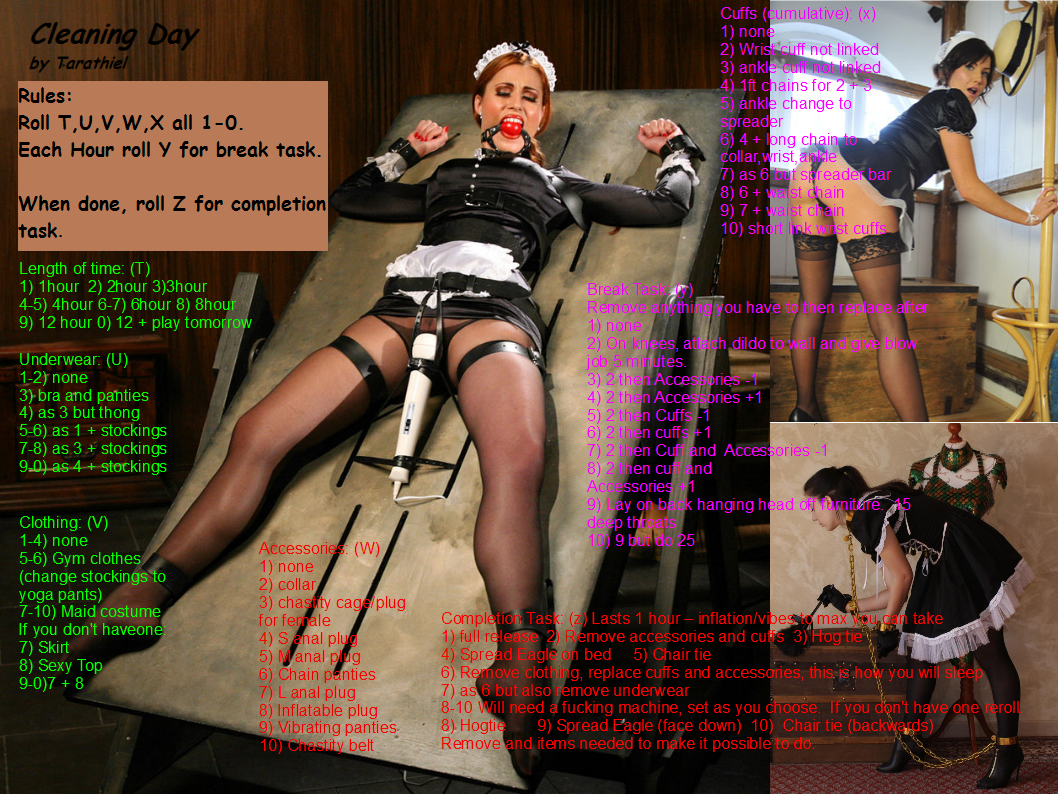 Cleaning Day
by Tarathiel
Rules:
Roll T,U,V,W,X all 1-0.
Each Hour roll Y for break task.
When done, roll Z for completion
task.
Length of time: (T)
1) 1hour 2) 2hour 3)3hour
4-5) 4hour 6-7) 6hour 8) 8hour
9) 12 hour 0) 12 + play tomorrow
Underwear: (U)
1-2) none
3) bra and panties
4) as 3 but thong
5-6) as 1 + stockings
7-8) as 3 + stockings
9-0) as 4 + stockings
Clothing: (V)
1-4) none
5-6) Gym clothes
(change stockings to
yoga pants)
7-10) Maid costume
If you don't haveone:
7) Skirt
8) Sexy Top
9-0)7 + 8
Accessories: (W)
1) none
2) collar
3) chastity cage/plug
for female
4) S anal plug
5) M anal plug
6) Chain panties
7) L anal plug
8) Inflatable plug
9) Vibrating panties
10) Chastity belt
Cuffs (cumulative): (x)
1) none
2) Wrist cuff not linked
3) ankle cuff not linked
4) 1ft chains for 2 + 3
5) ankle change to
spreader
6) 4 + long chain to
collar,wrist,ankle
7) as 6 but spreader bar
8) 6 + waist chain
9) 7 + waist chain
10) short link wrist cuffs
Break Task: (y)
Remove anything you have to then replace after
1) none
2) On knees, attach dildo to wall and give blow
job 5 minutes.
3) 2 then Accessories -1
4) 2 then Accessories +1
5) 2 then Cuffs -1
6) 2 then cuffs +1
7) 2 then Cuff and Accessories -1
8) 2 then cuff and
Accessories +1
9) Lay on back hanging head off furniture. 15
deep throats
10) 9 but do 25
Completion Task: (z) Lasts 1 hour – inflation/vibes to max you can take
1) full release 2) Remove accessories and cuffs 3) Hogtie
4) Spread Eagle on bed 5) Chair tie
6) Remove clothing, replace cuffs and accessories, this is how you will sleep
7) as 6 but also remove underwear
8-10 Will need a fucking machine, set as you choose. If you don't have one reroll
8) Hogtie 9) Spread Eagle (face down) 10) Chair tie (backwards)
Remove and items needed to make it possible to do.